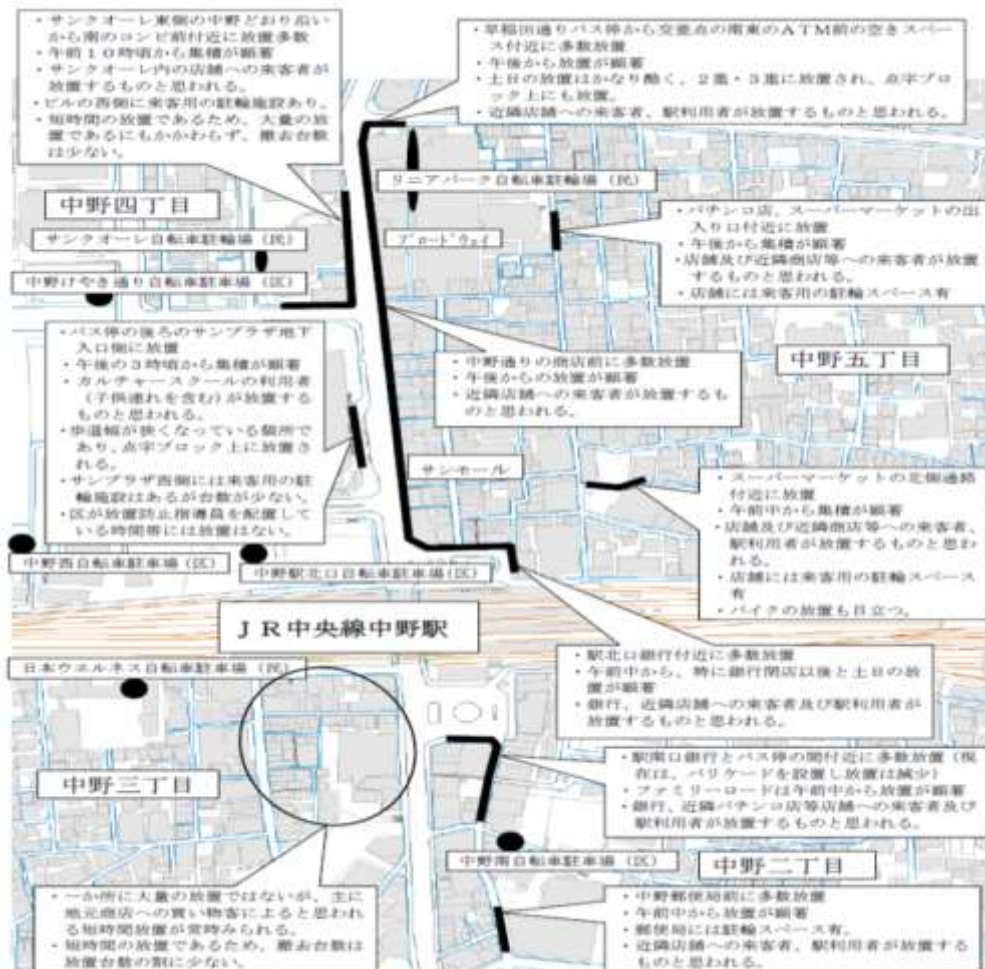 ・サンクオーレ東側の中野どおり沿い
から南のコンビ前付近に放置多数
・午前１０時頃から集積が顕著
・サンクオーレ内の店舗への来客者が
放置するものと思われる。
・ビルの西側に来客用の駐輪施設あり。
・短時間の放置であるため、大量の放
置であるにもかかわらず、撤去台数
は少ない。
・早稲田通りバス停から交差点の南東のＡＴＭ前の空きスペー
ス付近に多数放置
・午後から放置が顕著
・土日の放置はかなり酷く、２重・３重に放置され、点字ブロ
ック上にも放置。
・近隣店舗への来客者、駅利用者が放置するものと思われる。
リニアパーク自転車駐輪場（民）
中野四丁目
サンクオーレ自転車駐輪場（民）
ブロードウェイ
中野けやき通り自転車駐車場（区）
・パチンコ店、スーパーマーケットの出
入り口付近に放置
・午後から集積が顕著
・店舗及び近隣商店等への来客者が放置
するものと思われる。
・店舗には来客用の駐輪スペース有
・バス停の後ろのサンプラザ地下
入口側に放置
・午後の３時頃から集積が顕著
・カルチャースクールの利用者
（子供連れを含む）が放置する
ものと思われる。
・歩道幅が狭くなっている個所で
あり、点字ブロック上に放置さ
れる。
・サンプラザ西側には来客用の駐
輪施設はあるが台数が少ない。
・区が放置防止指導員を配置して
いる時間帯には放置はない。
・中野通りの商店前に多数放置
・午後からの放置が顕著
・近隣店舗への来客者が放置するも
のと思われる。
中野五丁目
サンモール
・スーパーマーケットの北側通路
付近に放置
・午前中から集積が顕著
・店舗及び近隣商店等への来客者、
駅利用者が放置するものと思わ
れる。
・店舗には来客用の駐輪スペース
有
・バイクの放置も目立つ。
中野西自転車駐車場（区）
中野駅北口自転車駐車場（区）
ＪＲ中央線中野駅
・駅北口銀行付近に多数放置
・午前中から、特に銀行閉店以後と土日の放
置が顕著
・銀行、近隣店舗への来客者及び駅利用者が
放置するものと思われる。
日本ウエルネス自転車駐車場（民）
中野三丁目
・駅南口銀行とバス停の間付近に多数放置（現
在は、バリケードを設置し放置は減少）
・ファミリーロードは午前中から放置が顕著
・銀行、近隣パチンコ店等店舗への来客者及び
駅利用者が放置するものと思われる。
中野南自転車駐車場（区）
中野二丁目
・一か所に大量の放置ではないが、主に
地元商店への買い物客によると思われ
る短時間放置が常時みられる。
・短時間の放置であるため、撤去台数は
放置台数の割に少ない。
・中野郵便局前に多数放置
・午前中から放置が顕著
・郵便局には駐輪スペース有。
・近隣店舗への来客者、駅利用者が放置する
ものと思われる。